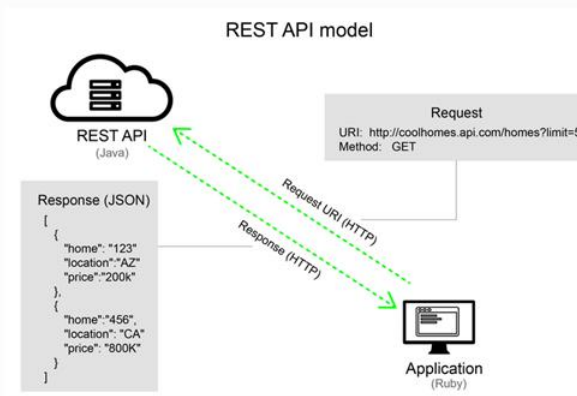 REST API model
REST API
(Java)
Request
URI: http://coolhomes.api.com/homes?limit=5
Method: GET
Request URI (HTTP)
Response (HTTP)
Response (JSON)
[
{
"home": "123"
"location":"AZ"
"price":"200k"
},
{
"home":"456",
"location": "CA"
"price": "800K"
}
]
Application
(Ruby)